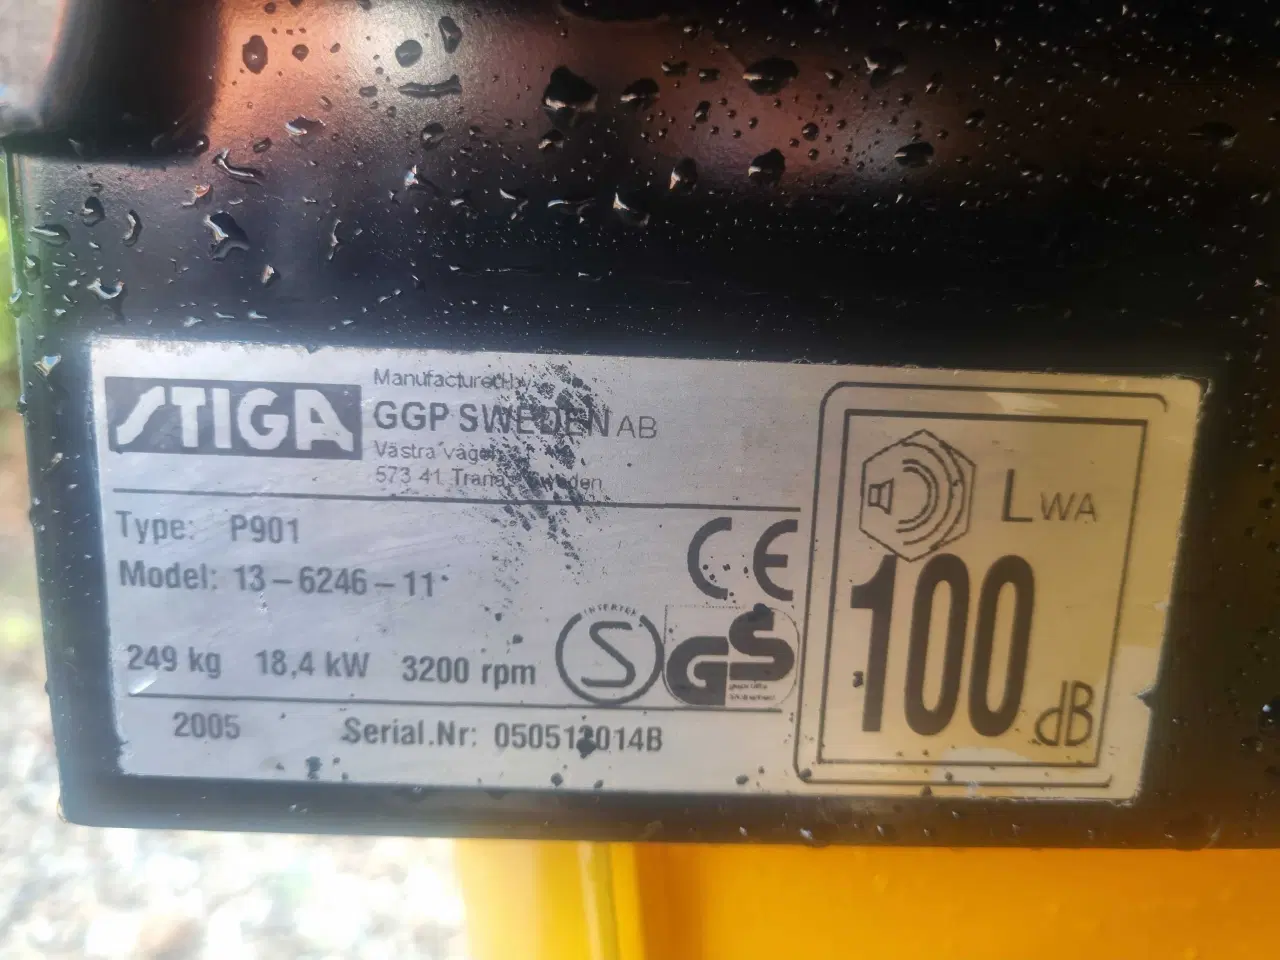 STIGA
Manufactured by
GGP SWEDEN AB
Västra vägen
573 41 Sweden
Type: P901
Model: 13-6246-11
CE
LWA
100
dB
INTERTEK
S
GS
249 kg 18,4 kW 3200 rpm
2005 Serial.Nr: